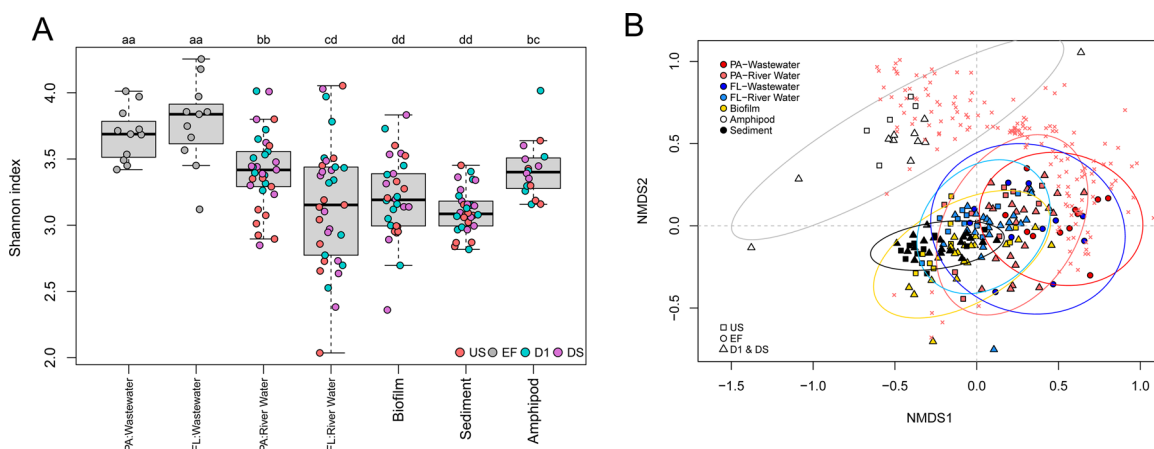 A
aa aa bb cd dd dd bc
Shannon index
4.0
3.5
3.0
2.5
2.0
US EF D1 DS
PA:Wastewater
FL:Wastewater
PA:River Water
FL:River Water
Biofilm
Sediment
Amphipod
B
PA-Wastewater
PA-River Water
FL-Wastewater
FL-River Water
Biofilm
Amphipod
Sediment
NMDS2
1.0
0.5
0.0
-0.5
US
EF
D1 & DS
-1.5 -1.0 -0.5 0.0 0.5 1.0
NMDS1